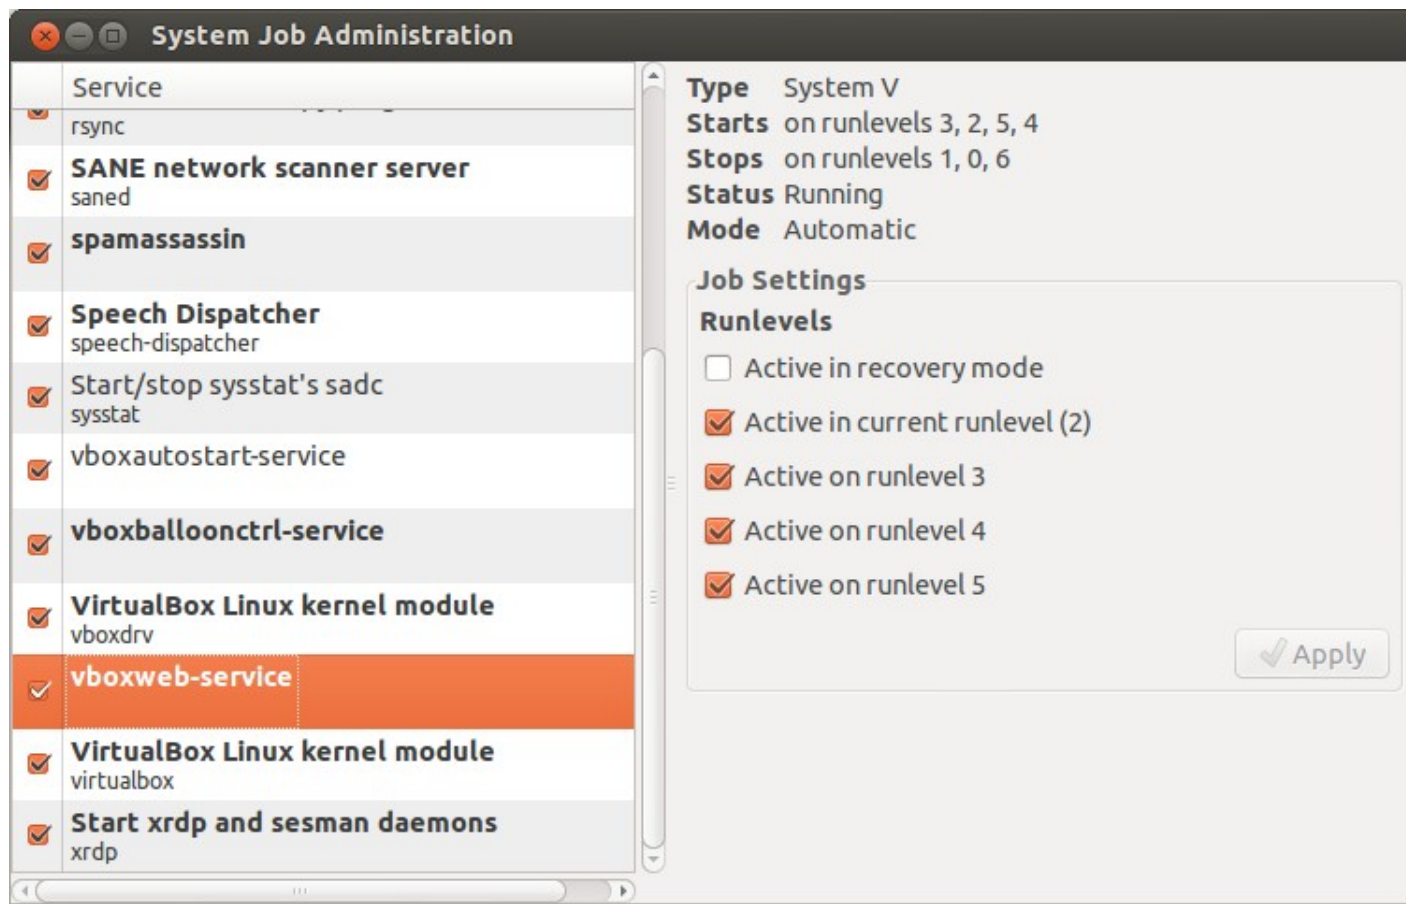 System Job Administration
Service
rsync
SANE network scanner server
saned
spamassassin
Speech Dispatcher
speech-dispatcher
Start/stop sysstat's sadc
sysstat
vboxautostart-service
vboxballoonctrl-service
VirtualBox Linux kernel module
vboxdrv
vboxweb-service
VirtualBox Linux kernel module
virtualbox
Start xrdp and sesman daemons
xrdp
Type System V
Starts on runlevels 3, 2, 5, 4
Stops on runlevels 1, 0, 6
Status Running
Mode Automatic
Job Settings
Runlevels
Active in recovery mode
Active in current runlevel (2)
Active on runlevel 3
Active on runlevel 4
Active on runlevel 5
Apply